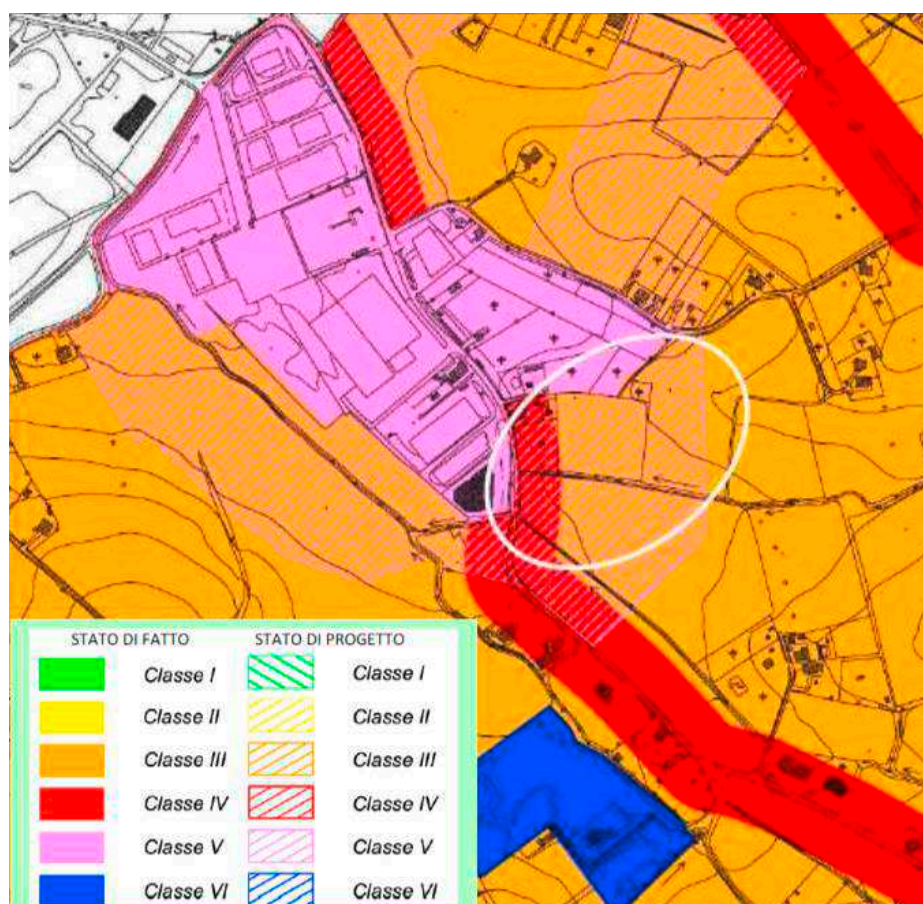 STATO DI FATTO STATO DI PROGETTO
Classe I Classe I
Classe II Classe II
Classe III Classe III
Classe IV Classe IV
Classe V Classe V
Classe VI Classe VI